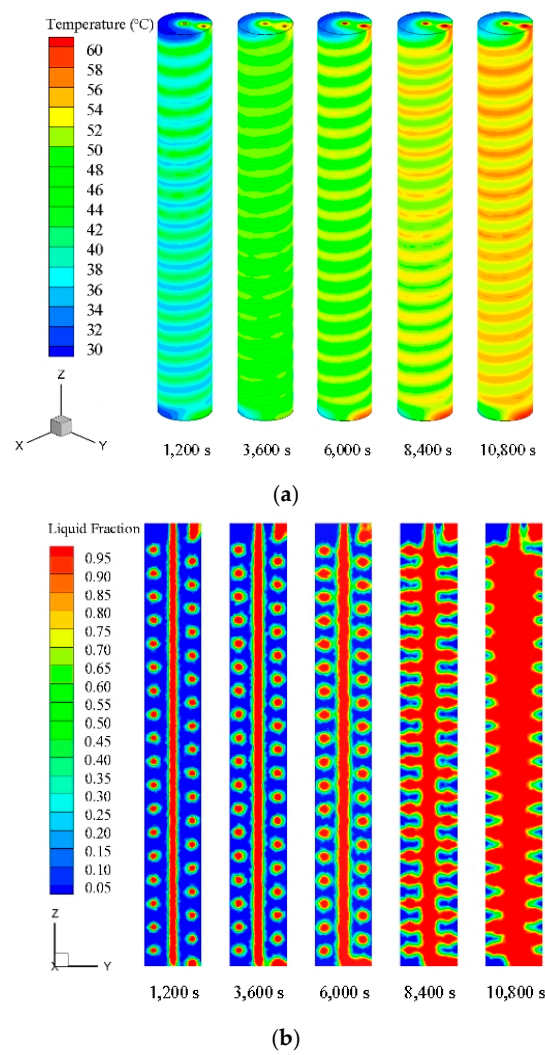 Temperature (°C)
60
58
56
54
52
50
48
46
44
42
40
38
36
34
32
30
Z
X
Y
1,200 s
3,600 s
6,000 s
8,400 s
10,800 s
(a)
Liquid Fraction
0.95
0.90
0.85
0.80
0.75
0.70
0.65
0.60
0.55
0.50
0.45
0.40
0.35
0.30
0.25
0.20
0.15
0.10
0.05
Z
X
Y
1,200 s
3,600 s
6,000 s
8,400 s
10,800 s
(b)